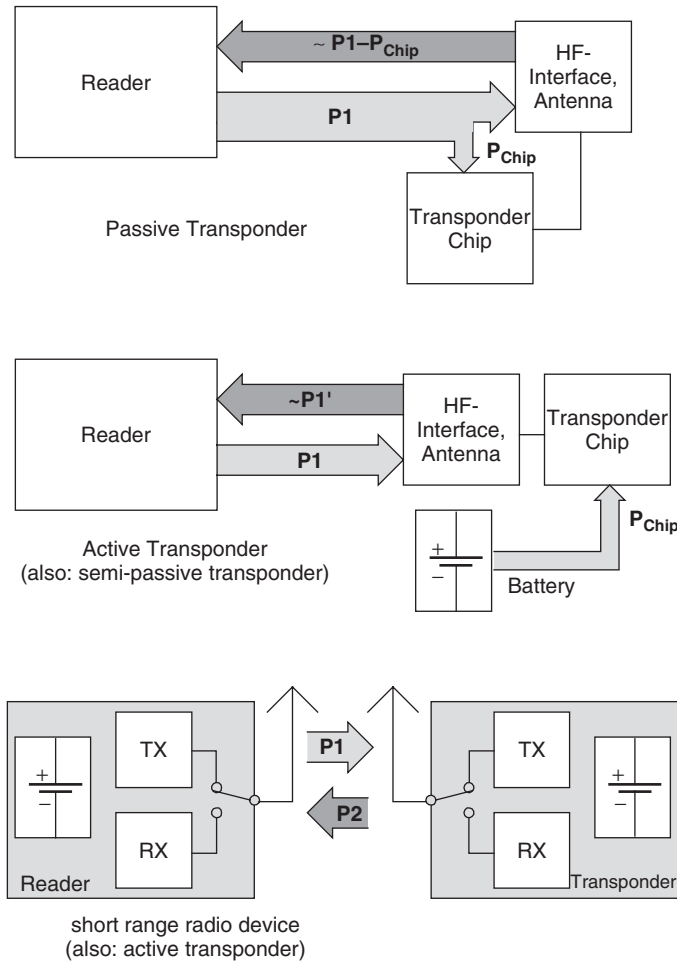 ~ P1–PChip
Reader
HF-
Interface,
Antenna
P1
PChip
Passive Transponder
Transponder
Chip
~P1'
Reader
HF-
Interface,
Antenna
Transponder
Chip
P1
PChip
Active Transponder
(also: semi-passive transponder)
+
–
Battery
TX
P1
TX
+
–
+
–
P2
RX
RX
Reader
Transponder
short range radio device
(also: active transponder)